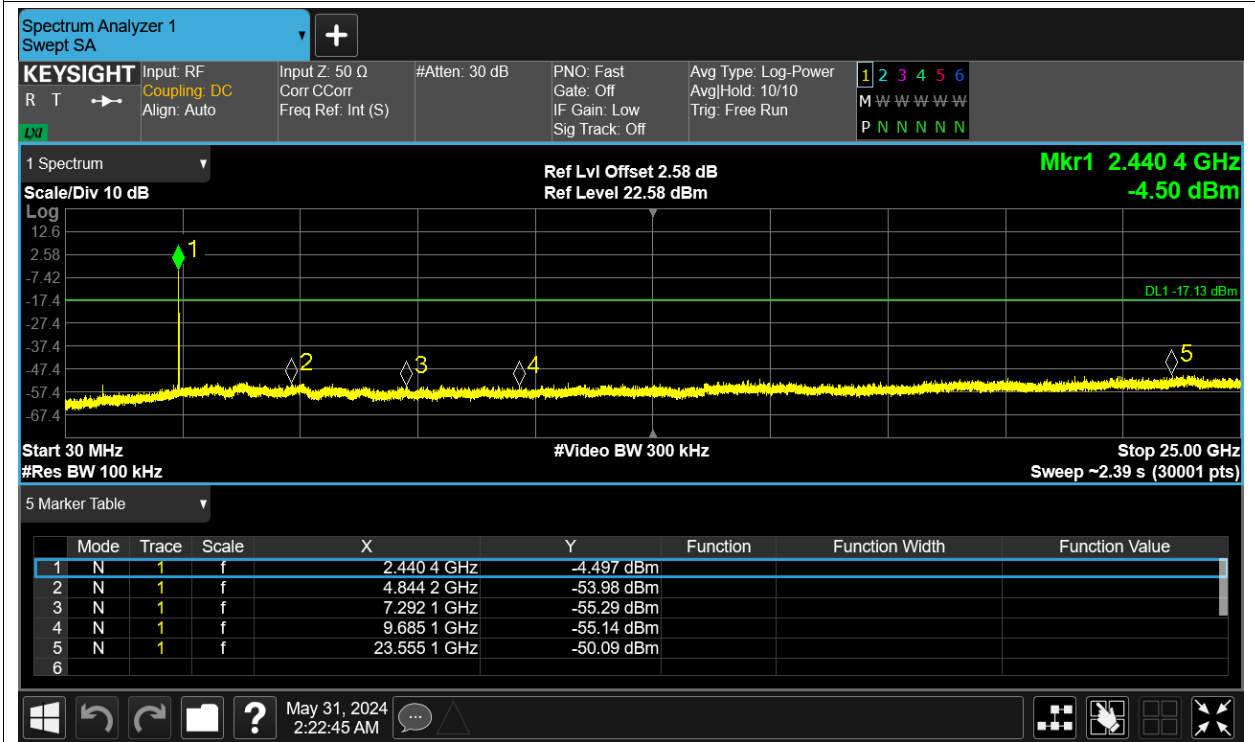 Spectrum Analyzer 1
Swept SA
+
KEYSIGHT Input: RF Input Z: 50 Ω #Atten: 30 dB PNO: Fast Avg Type: Log-Power 1 2 3 4 5 6
R T Coupling: DC Corr CCorr Gate: Off Avg|Hold: 10/10 M W W W W W
Align: Auto Freq Ref: Int (S) IF Gain: Low Trig: Free Run
LXI Sig Track: Off P N N N N N
1 Spectrum Ref Lvl Offset 2.58 dB Mkr1 2.440 4 GHz
Scale/Div 10 dB Ref Level 22.58 dBm -4.50 dBm
Log
12.6
1
2.58
-7.42
DL1 -17.13 dBm
-17.4
-27.4
-37.4
2 3 4 5
-47.4
-57.4
-67.4
Start 30 MHz #Video BW 300 kHz Stop 25.00 GHz
#Res BW 100 kHz Sweep ~2.39 s (30001 pts)
5 Marker Table
Mode Trace Scale X Y Function Function Width Function Value
1 N 1 f 2.440 4 GHz -4.497 dBm
2 N 1 f 4.844 2 GHz -53.98 dBm
3 N 1 f 7.292 1 GHz -55.29 dBm
4 N 1 f 9.685 1 GHz -55.14 dBm
5 N 1 f 23.555 1 GHz -50.09 dBm
6
? May 31, 2024
2:22:45 AM